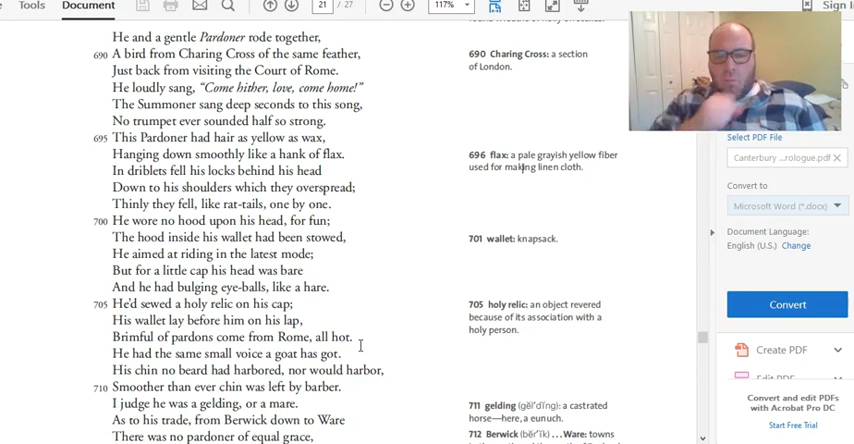 Tools
Document
21 / 27
117%
Sign I
He and a gentle Pardoner rode together,
690 A bird from Charing Cross of the same feather,
Just back from visiting the Court of Rome.
He loudly sang, “Come hither, love, come home!”
The Summoner sang deep seconds to this song,
No trumpet ever sounded half so strong.
695 This Pardoner had hair as yellow as wax,
Hanging down smoothly like a hank of flax.
In driblets fell his locks behind his head
Down to his shoulders which they overspread;
Thinly they fell, like rat-tails, one by one.
700 He wore no hood upon his head, for fun;
The hood inside his wallet had been stowed,
He aimed at riding in the latest mode;
But for a little cap his head was bare
And he had bulging eye-balls, like a hare.
705 He’d sewed a holy relic on his cap;
His wallet lay before him on his lap,
Brimful of pardons come from Rome, all hot.
He had the same small voice a goat has got.
His chin no beard had harbored, nor would harbor,
710 Smoother than ever chin was left by barber.
I judge he was a gelding, or a mare.
As to his trade, from Berwick down to Ware
There was no pardoner of equal grace,
690 Charing Cross: a section
of London.
696 flax: a pale grayish yellow fiber
used for making linen cloth.
701 wallet: knapsack.
705 holy relic: an object revered
because of its association with a
holy person.
711 gelding (gĕl′dĭng): a castrated
horse—here, a eunuch.
712 Berwick (bĕr′ĭk) . . . Ware: towns
Select PDF File
Canterbury ...rologue.pdf
Convert to
Microsoft Word (*.docx)
Document Language:
English (U.S.) Change
Convert
Create PDF
Edit PDF
Convert and edit PDFs
with Acrobat Pro DC
Start Free Trial